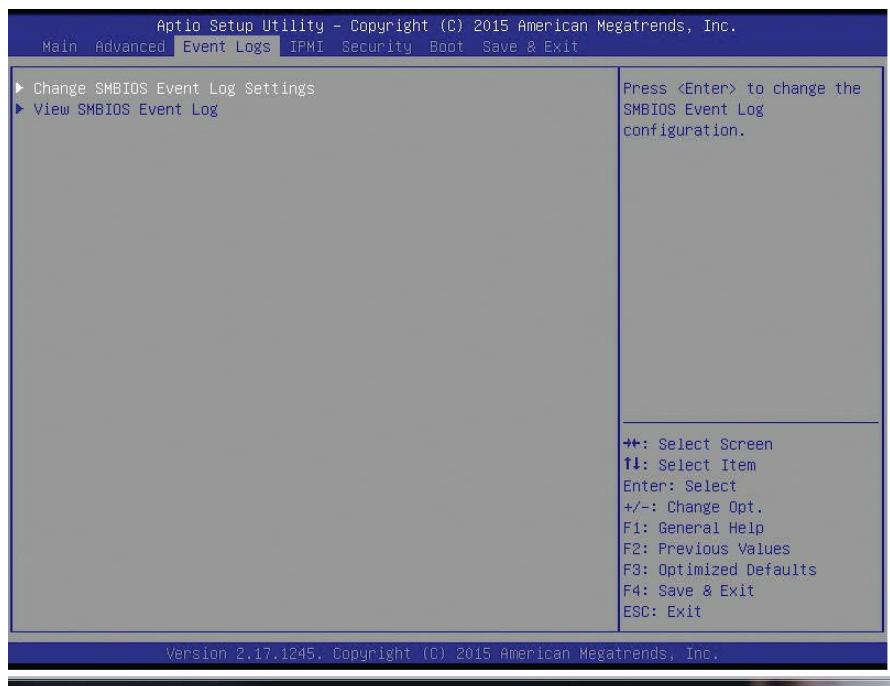 Aptio Setup Utility – Copyright (C) 2015 American Megatrends, Inc.
Main Advanced Event Logs IPMI Security Boot Save & Exit
Change SMBIOS Event Log Settings
View SMBIOS Event Log
Press <Enter> to change the
SMBIOS Event Log
configuration.
→←: Select Screen
↑↓: Select Item
Enter: Select
+/-: Change Opt.
F1: General Help
F2: Previous Values
F3: Optimized Defaults
F4: Save & Exit
ESC: Exit
Version 2.17.1245. Copyright (C) 2015 American Megatrends, Inc.